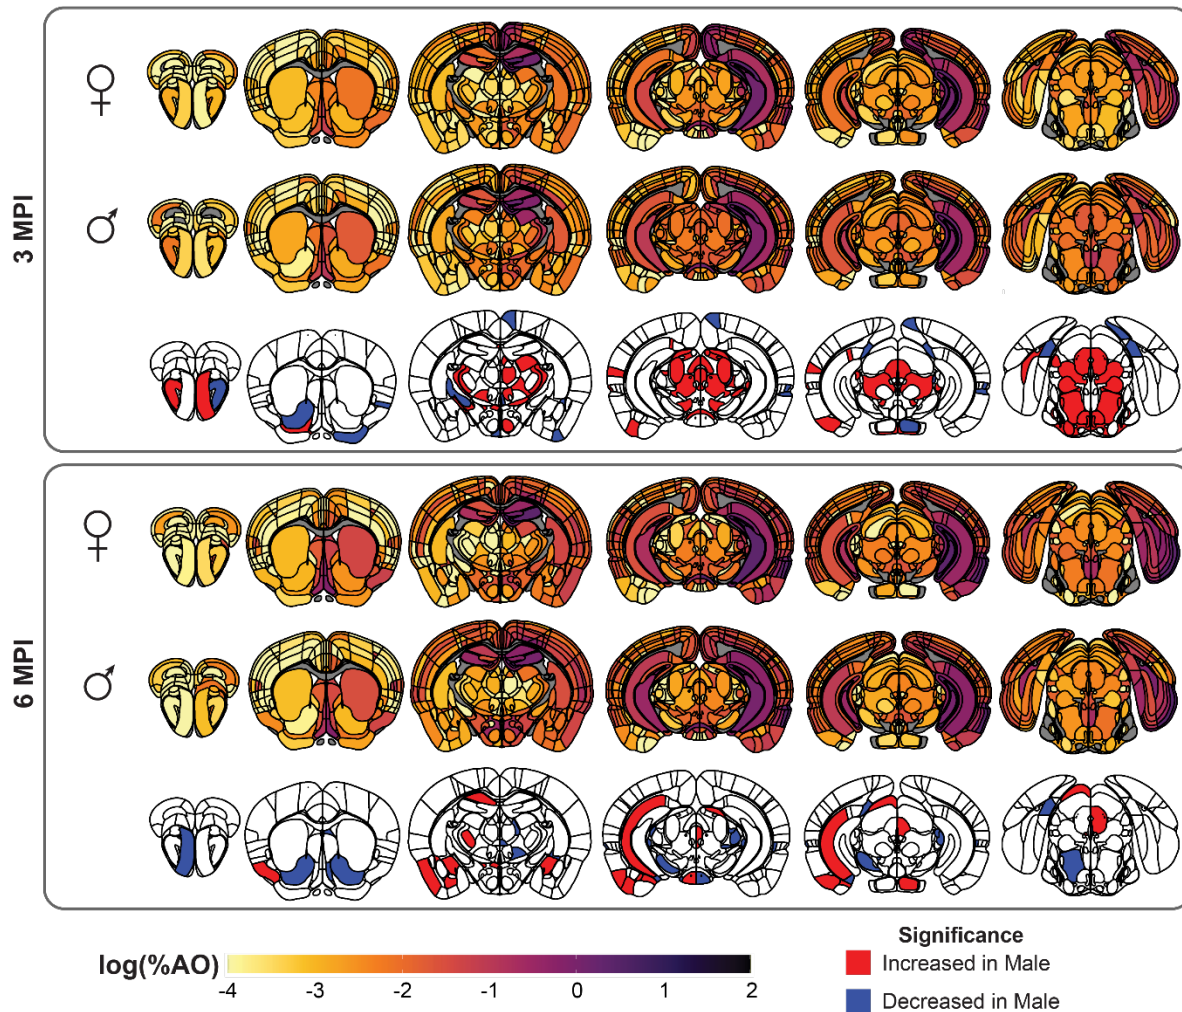 3 MPI
♀
♂
6 MPI
♀
♂
log(%AO)
-4 -3 -2 -1 0 1 2
Significance
Increased in Male
Decreased in Male